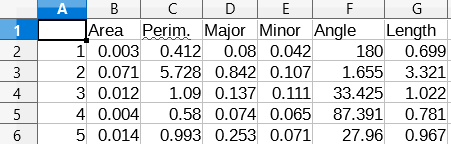 A B C D E F G
1 Area Perim. Major Minor Angle Length
2 1 0.003 0.412 0.08 0.042 180 0.699
3 2 0.071 5.728 0.842 0.107 1.655 3.321
4 3 0.012 1.09 0.137 0.111 33.425 1.022
5 4 0.004 0.58 0.074 0.065 87.391 0.781
6 5 0.014 0.993 0.253 0.071 27.96 0.967